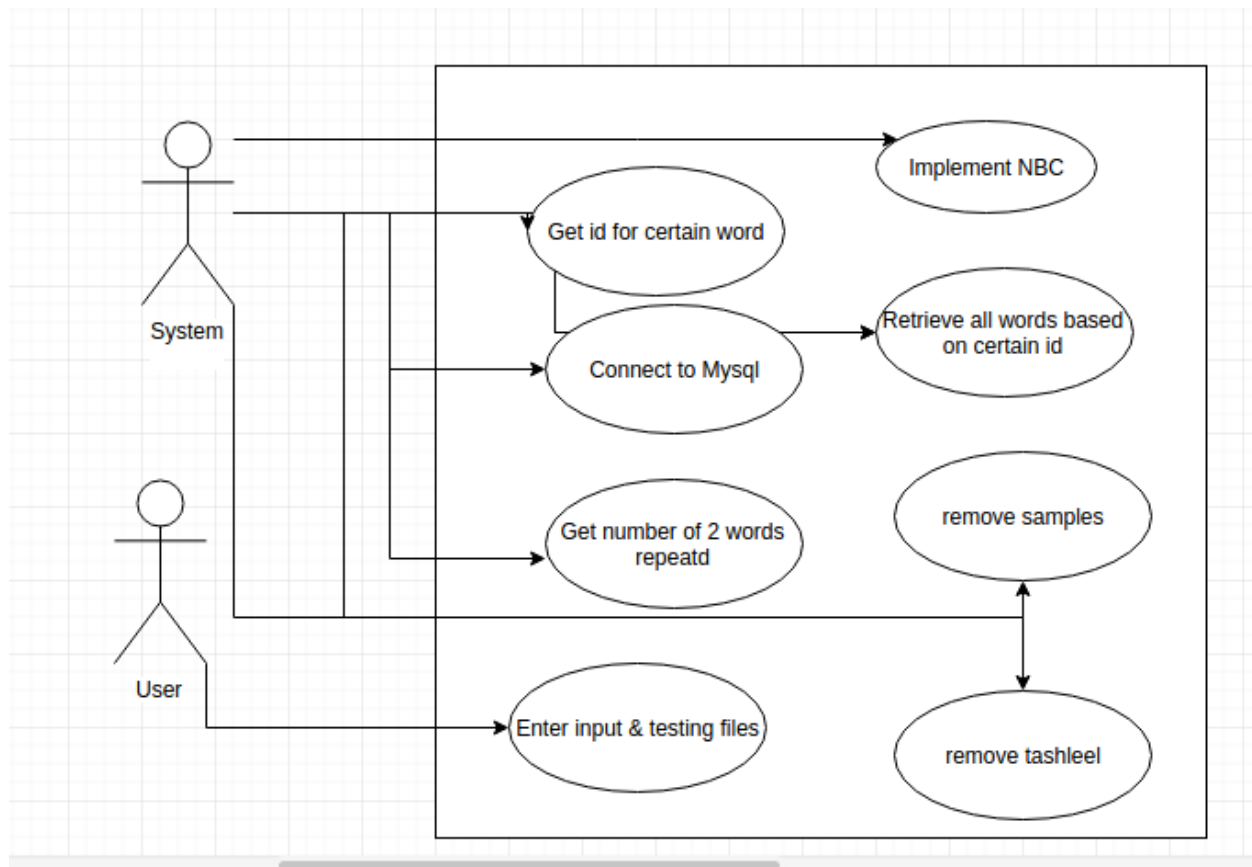 Implement NBC
Get id for certain word
System
Retrieve all words based
on certain id
Connect to Mysql
remove samples
Get number of 2 words
repeatd
User
Enter input & testing files
remove tashleel